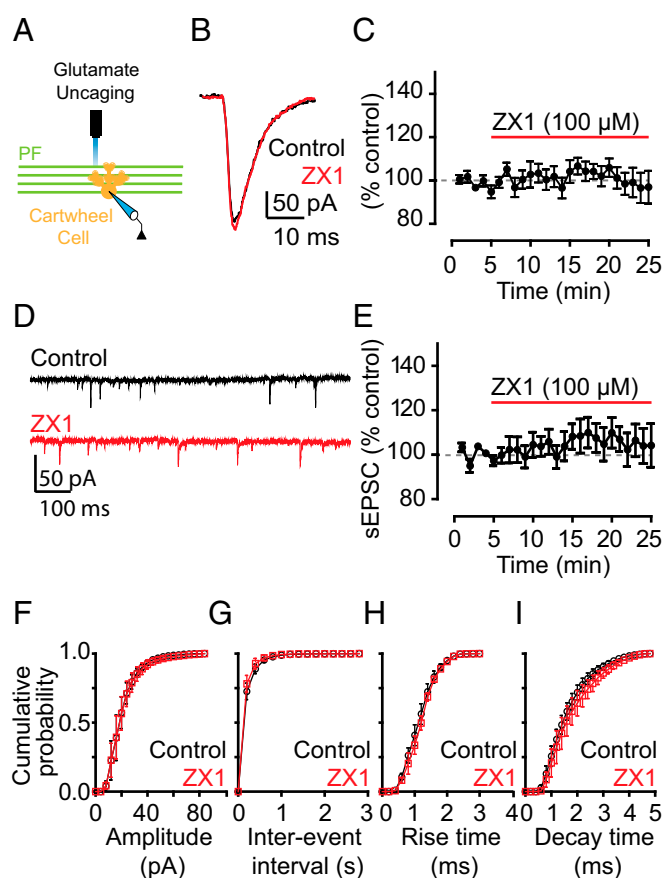 A
Glutamate
Uncaging
PF
Cartwheel
Cell
B
Control
ZX1
50 pA
10 ms
C
(% control)
140
120
100
80
ZX1 (100 µM)
0 5 10 15 20 25
Time (min)
D
Control
ZX1
50 pA
100 ms
E
sEPSC (% control)
140
120
100
80
ZX1 (100 µM)
0 5 10 15 20 25
Time (min)
F
Cumulative
probability
1.0
0.5
0.0
Control
ZX1
0 40 80
Amplitude
(pA)
G
Control
ZX1
0 1 2 3
Inter-event
interval (s)
H
Control
ZX1
0 1 2 3 4
Rise time
(ms)
I
Control
ZX1
0 1 2 3 4 5
Decay time
(ms)